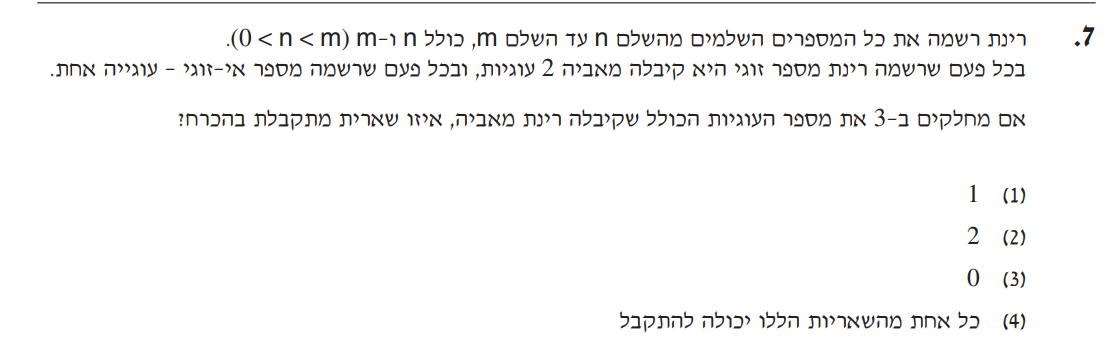 7. רינת רשמה את כל המספרים השלמים מהשלם n עד השלם m, כולל n ו-m (0 < n < m).
בכל פעם שרשמה רינת מספר זוגי היא קיבלה מאביה 2 עוגיות, ובכל פעם שרשמה מספר אי-זוגי - עוגייה אחת.
אם מחלקים ב-3 את מספר העוגיות הכולל שקיבלה רינת מאביה, איזו שארית מתקבלת בהכרח?
(1) 1
(2) 2
(3) 0
(4) כל אחת מהשאריות הללו יכולה להתקבל